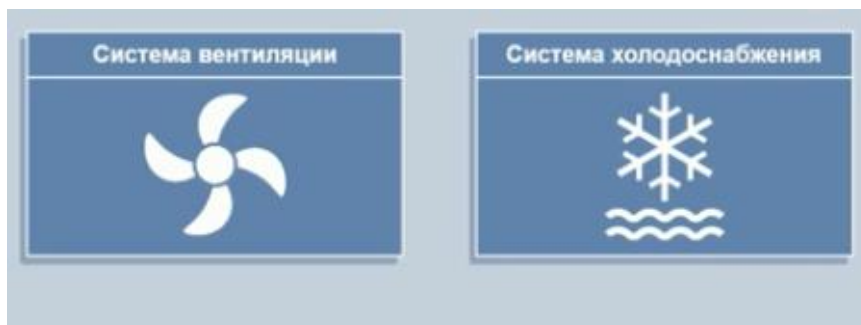 Система вентиляции
Система холодоснабжения